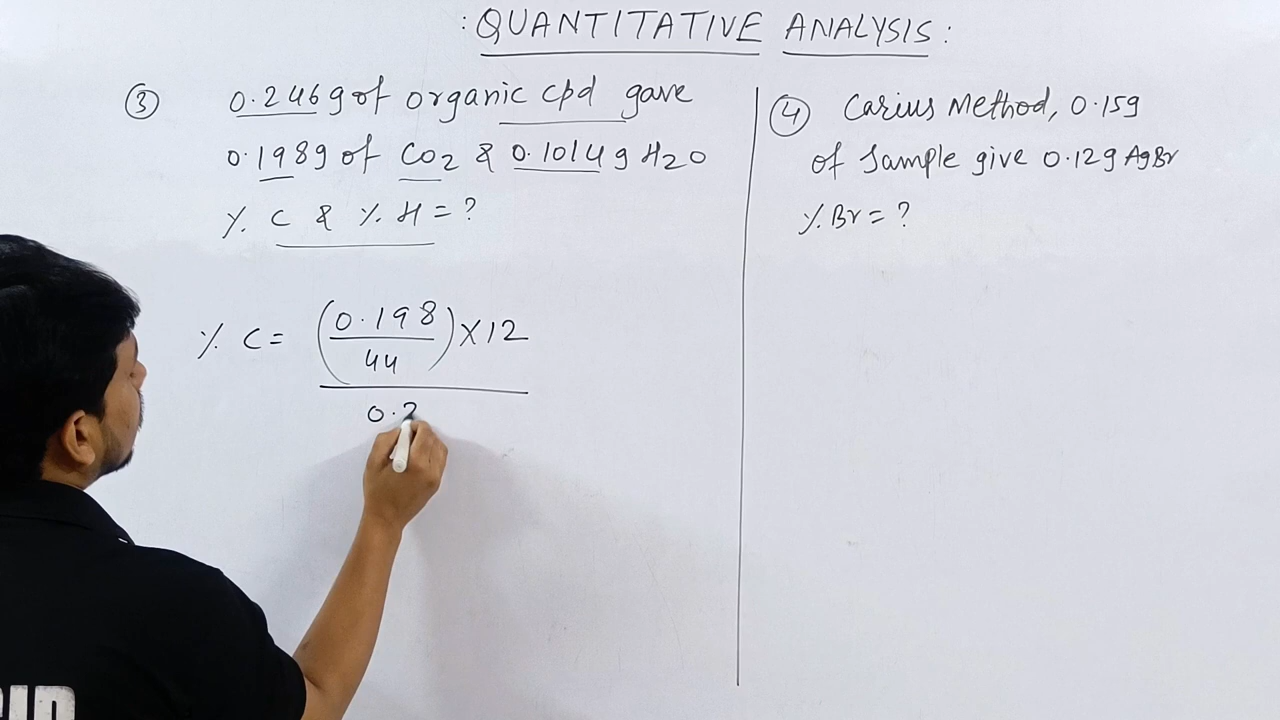 : QUANTITATIVE ANALYSIS :
③ 0.246g of organic cpd gave
0.198g of CO2 & 0.1014g H2O
% C & % H = ?
% C = (0.198/44) × 12
0.2
④ Carius Method, 0.15g
of Sample give 0.12g AgBr
% Br = ?